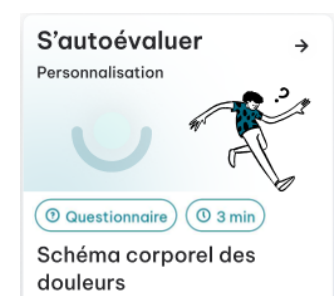 S'autoévaluer
Personnalisation
?
Questionnaire
3 min
Schéma corporel des
douleurs